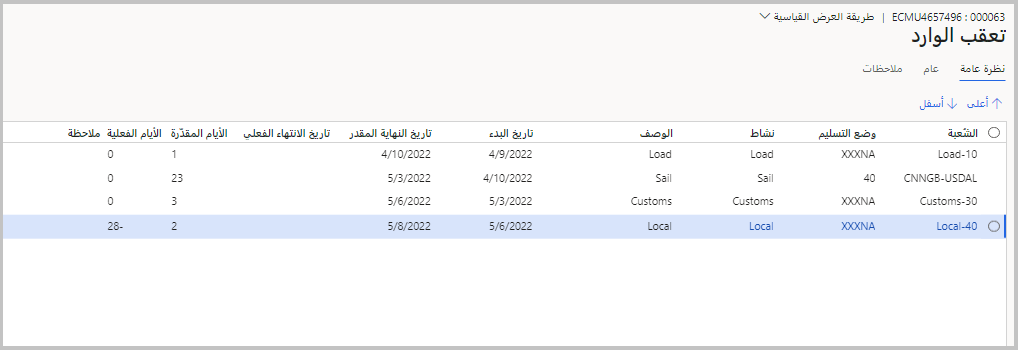 ECMU4657496 : 000063 | طريقة العرض القياسية
تعقب الوارد
نظرة عامة عام ملاحظات
أعلى أسفل
الشُعبة وضع التسليم نشاط الوصف تاريخ البدء تاريخ النهاية المقدر تاريخ الانتهاء الفعلي الأيام المقدّرة الأيام الفعلية ملاحظة
Load-10 XXXNA Load Load 4/9/2022 4/10/2022 1 0
CNNGB-USDAL 40 Sail Sail 4/10/2022 5/3/2022 23 0
Customs-30 XXXNA Customs Customs 5/3/2022 5/6/2022 3 0
Local-40 XXXNA Local Local 5/6/2022 5/8/2022 2 28-